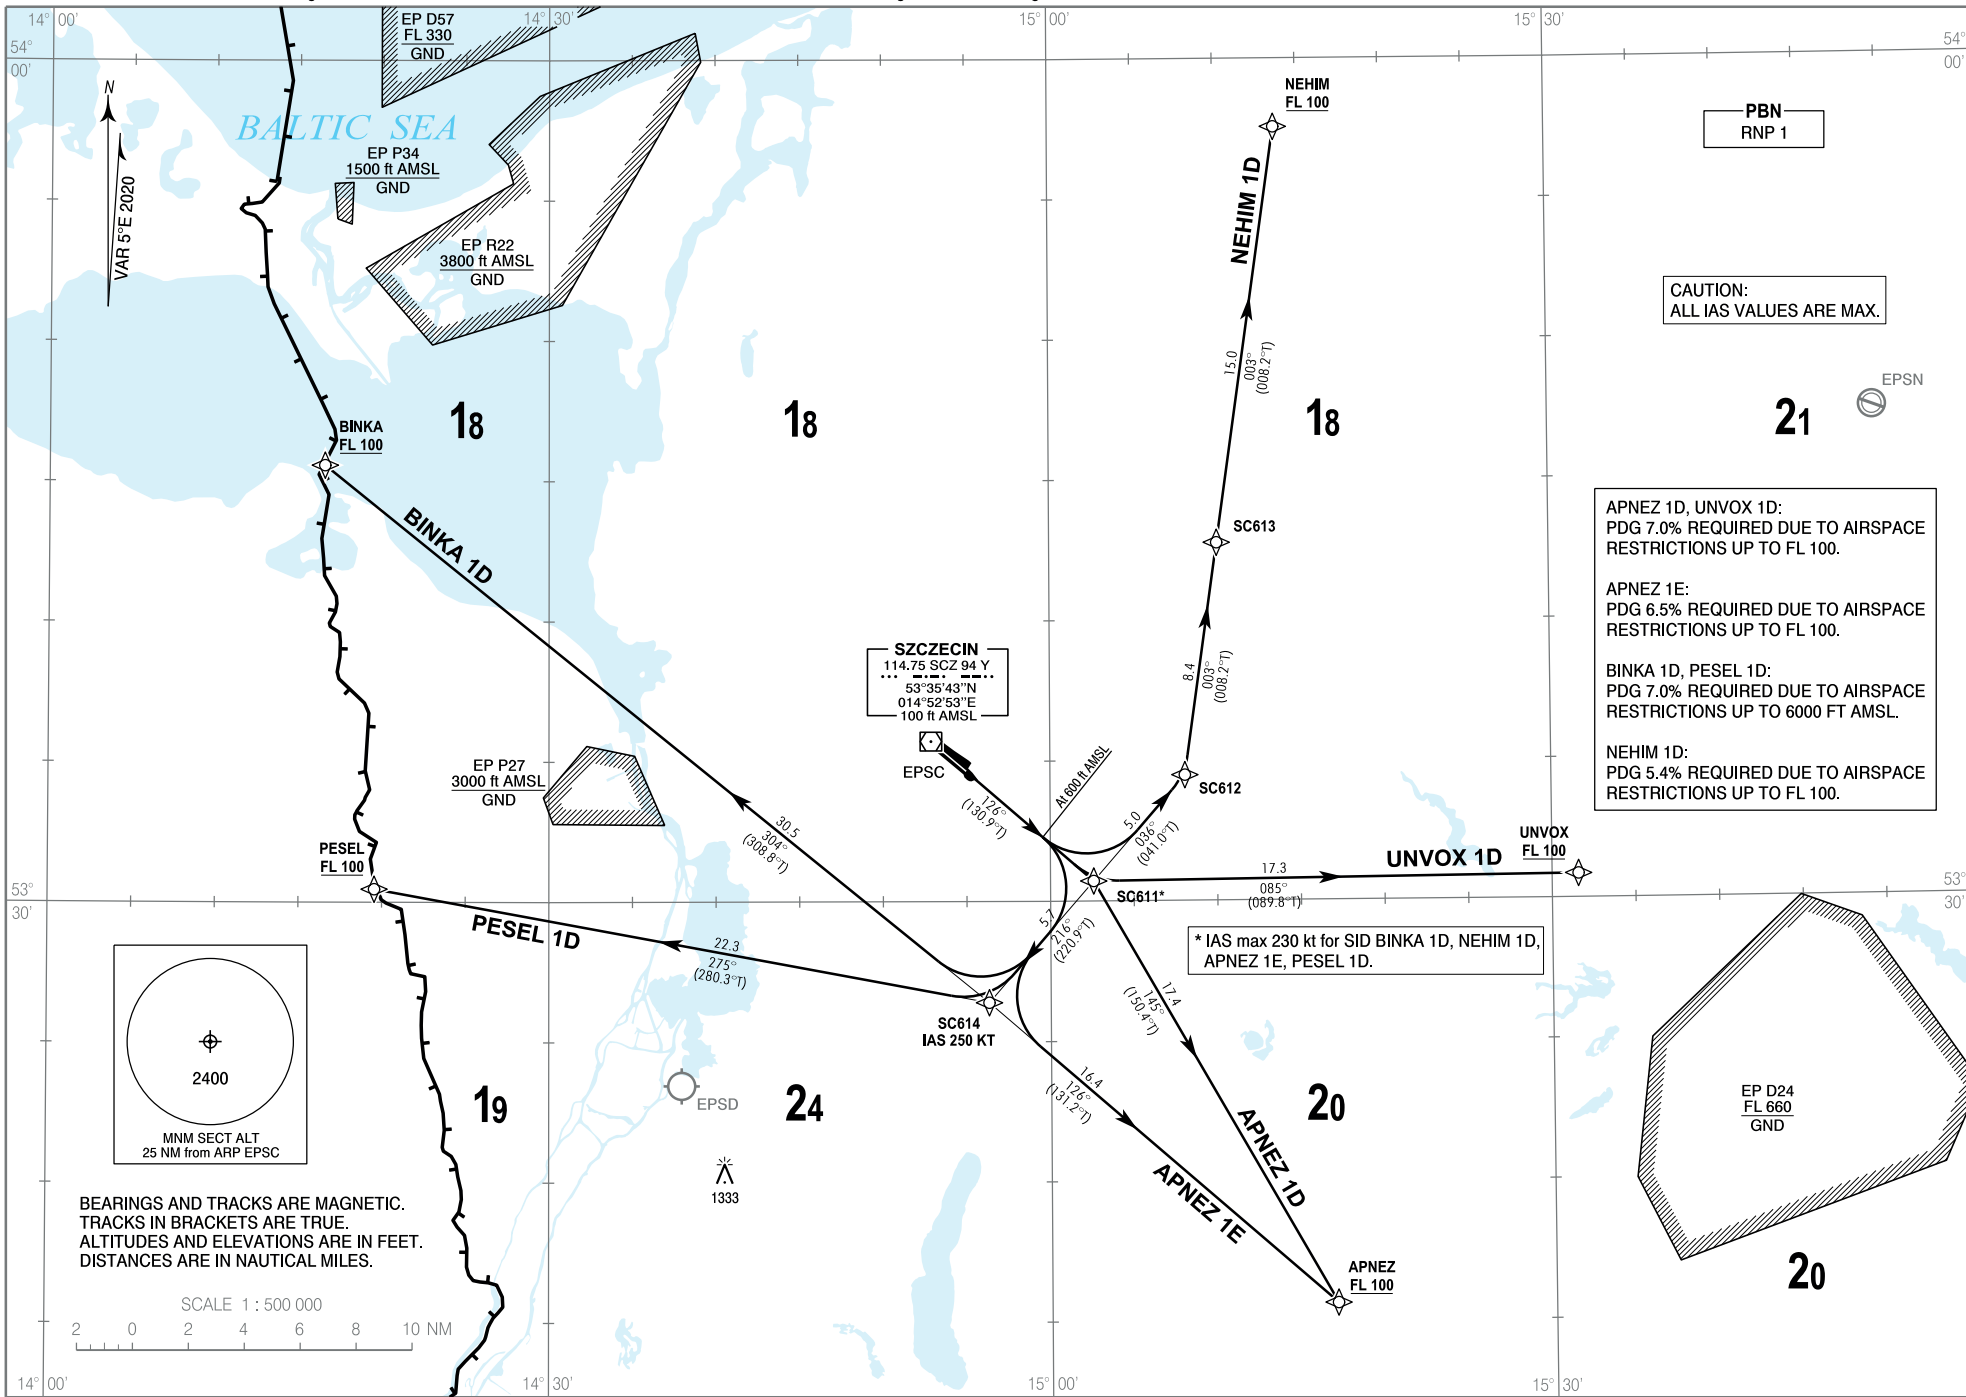 14° 00'
14° 30'
15° 00'
15° 30'
54°
00'
54°
00'
EP D57
FL 330
GND
N
VAR 5°E 2020
BALTIC SEA
EP P34
1500 ft AMSL
GND
EP R22
3800 ft AMSL
GND
NEHIM
FL 100
NEHIM 1D
PBN
RNP 1
CAUTION:
ALL IAS VALUES ARE MAX.
EPSN
15.0
003°
(008.2°T)
18
18
18
21
BINKA
FL 100
BINKA 1D
SC613
APNEZ 1D, UNVOX 1D:
PDG 7.0% REQUIRED DUE TO AIRSPACE
RESTRICTIONS UP TO FL 100.
APNEZ 1E:
PDG 6.5% REQUIRED DUE TO AIRSPACE
RESTRICTIONS UP TO FL 100.
BINKA 1D, PESEL 1D:
PDG 7.0% REQUIRED DUE TO AIRSPACE
RESTRICTIONS UP TO 6000 FT AMSL.
NEHIM 1D:
PDG 5.4% REQUIRED DUE TO AIRSPACE
RESTRICTIONS UP TO FL 100.
SZCZECIN
114.75 SCZ 94 Y
53°35'43"N
014°52'53"E
100 ft AMSL
EPSC
8.4
003°
(008.2°T)
SC612
At 600 ft AMSL
126°
(130.9°T)
EP P27
3000 ft AMSL
GND
30.5
304°
(308.8°T)
5.0
036°
(041.0°T)
PESEL
FL 100
UNVOX
FL 100
UNVOX 1D
17.3
085°
(089.8°T)
SC611*
53°
30'
53°
30'
PESEL 1D
22.3
275°
(280.3°T)
5.7
216°
(220.9°T)
* IAS max 230 kt for SID BINKA 1D, NEHIM 1D,
APNEZ 1E, PESEL 1D.
17.4
145°
(150.4°T)
SC614
IAS 250 KT
2400
MNM SECT ALT
25 NM from ARP EPSC
19
24
20
EPSD
16.4
126°
(131.2°T)
EP D24
FL 660
GND
APNEZ 1D
APNEZ 1E
1333
BEARINGS AND TRACKS ARE MAGNETIC.
TRACKS IN BRACKETS ARE TRUE.
ALTITUDES AND ELEVATIONS ARE IN FEET.
DISTANCES ARE IN NAUTICAL MILES.
APNEZ
FL 100
20
SCALE 1 : 500 000
2 0 2 4 6 8 10 NM
14° 00'
14° 30'
15° 00'
15° 30'